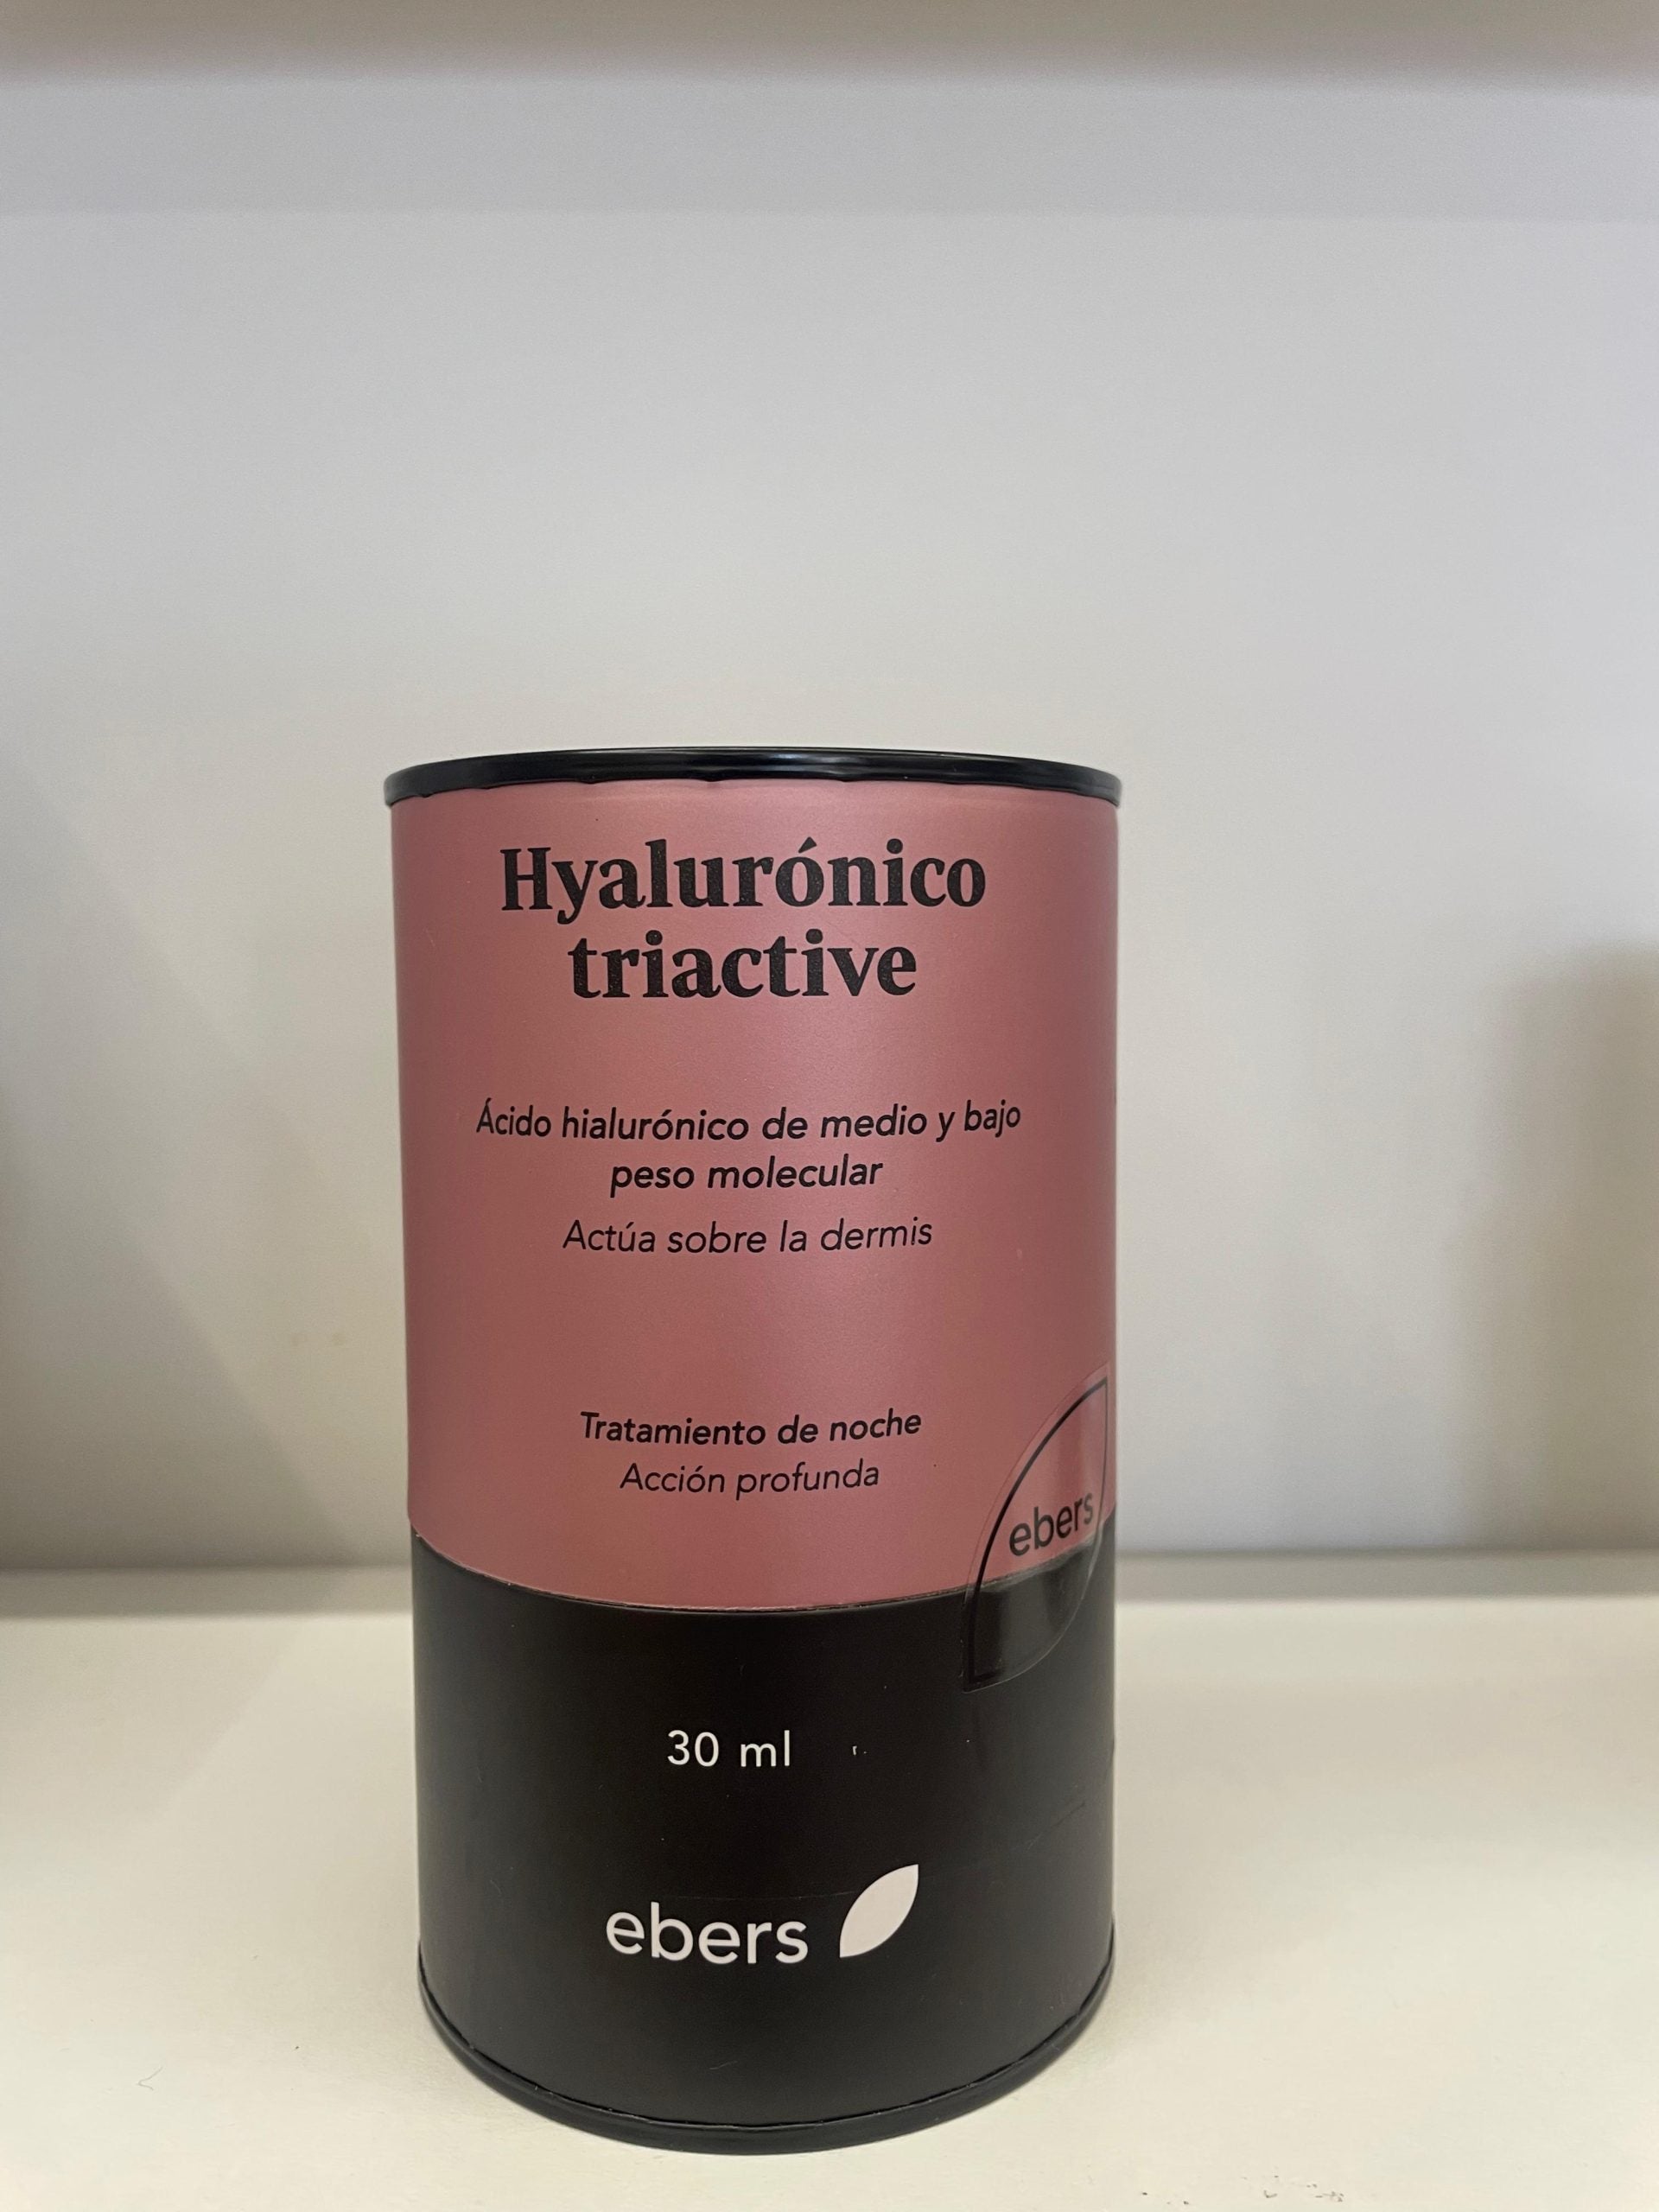 Hyalurónico
triactive
Ácido hialurónico de medio y bajo
peso molecular
Actúa sobre la dermis
Tratamiento de noche
Acción profunda
ebers
30 ml
ebers